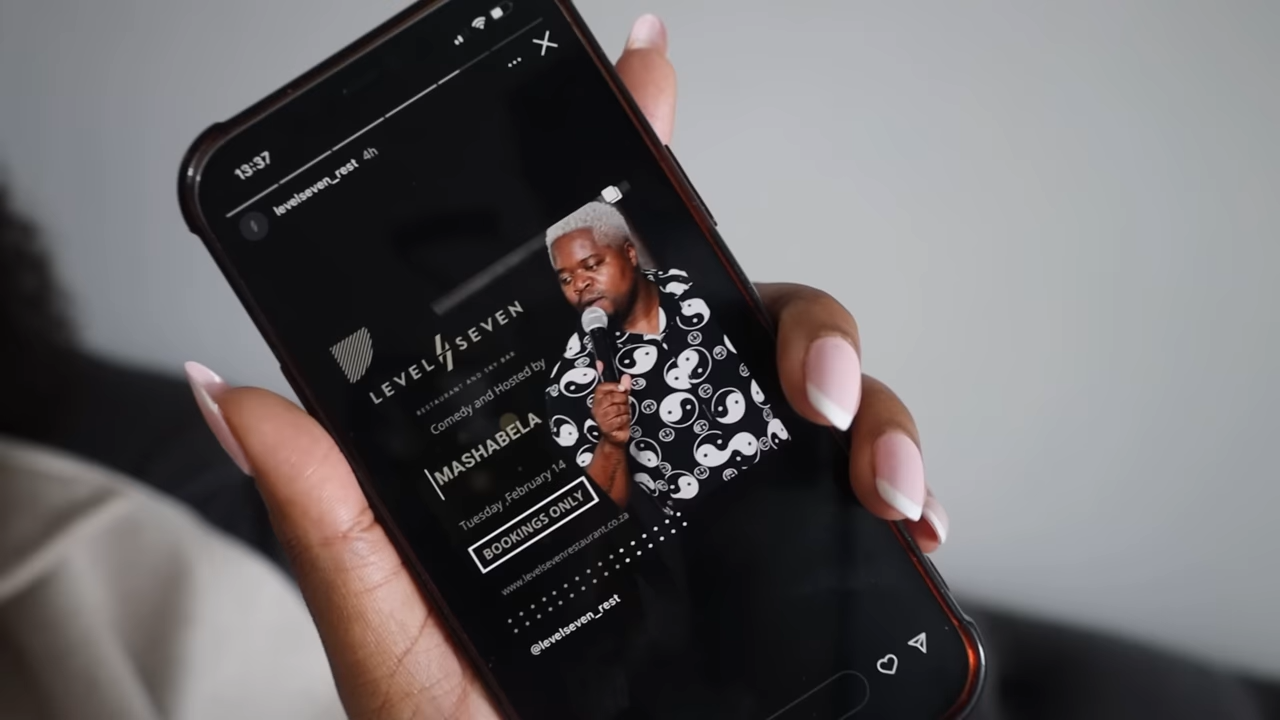 13:37
levelseven_rest 4h
LEVEL SEVEN
RESTAURANT AND SKY BAR
Comedy and Hosted by
MASHABELA
Tuesday ,February 14
BOOKINGS ONLY
www.levelsevenrestaurant.co.za
@levelseven_rest